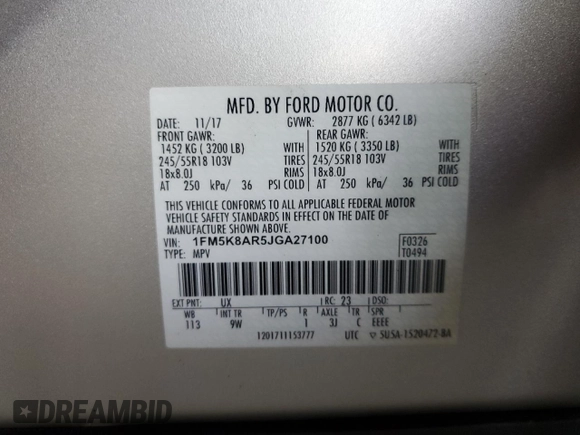 MFD. BY FORD MOTOR CO.
DATE: 11/17 GVWR: 2877 KG ( 6342 LB)
FRONT GAWR: REAR GAWR:
1452 KG ( 3200 LB) WITH 1520 KG ( 3350 LB) WITH
245/55R18 103V TIRES 245/55R18 103V TIRES
18x8.0J RIMS 18x8.0J RIMS
AT 250 kPa/ 36 PSI COLD AT 250 kPa/ 36 PSI COLD
THIS VEHICLE CONFORMS TO ALL APPLICABLE FEDERAL MOTOR
VEHICLE SAFETY STANDARDS IN EFFECT ON THE DATE OF
MANUFACTURE SHOWN ABOVE.
VIN: 1FM5K8AR5JGA27100 F0326
TYPE: MPV T0494
EXT PNT: UX RC: 23 DSO:
WB INT TR TP/PS R AXLE TR SPR
113 9W 1 3J C EEEE
1201711153777 UTC 5USA-1520472-BA
DREAMBID